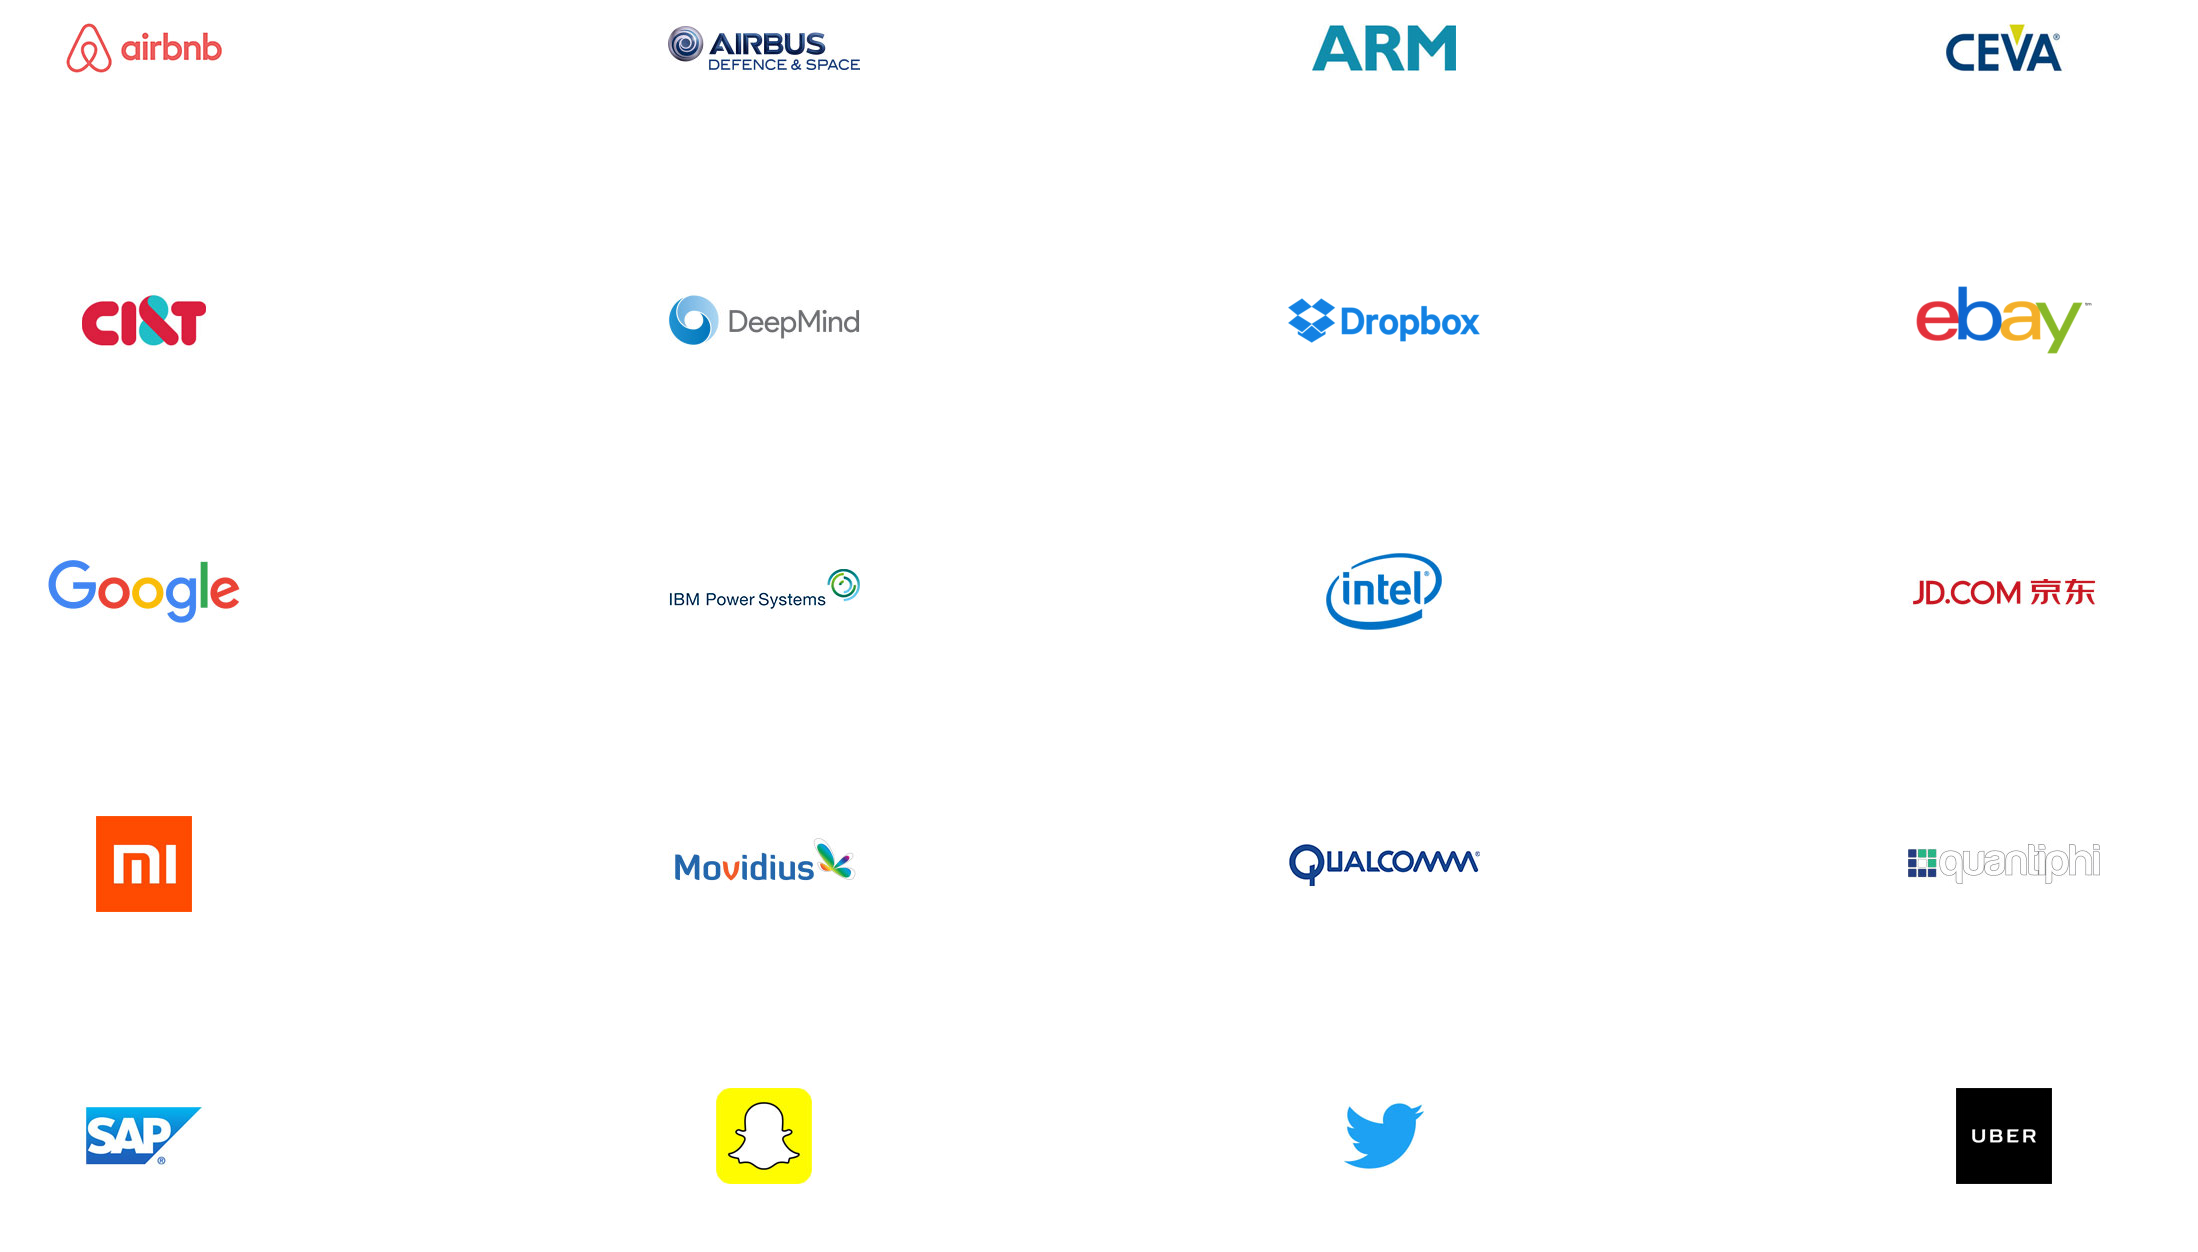 airbnb
AIRBUS
DEFENCE & SPACE
ARM
CEVA®
CI&T
DeepMind
Dropbox
ebay™
Google
IBM Power Systems
intel®
JD.COM 京东
mi
Movidius
QUALCOMM®
quantiphi
SAP®
UBER